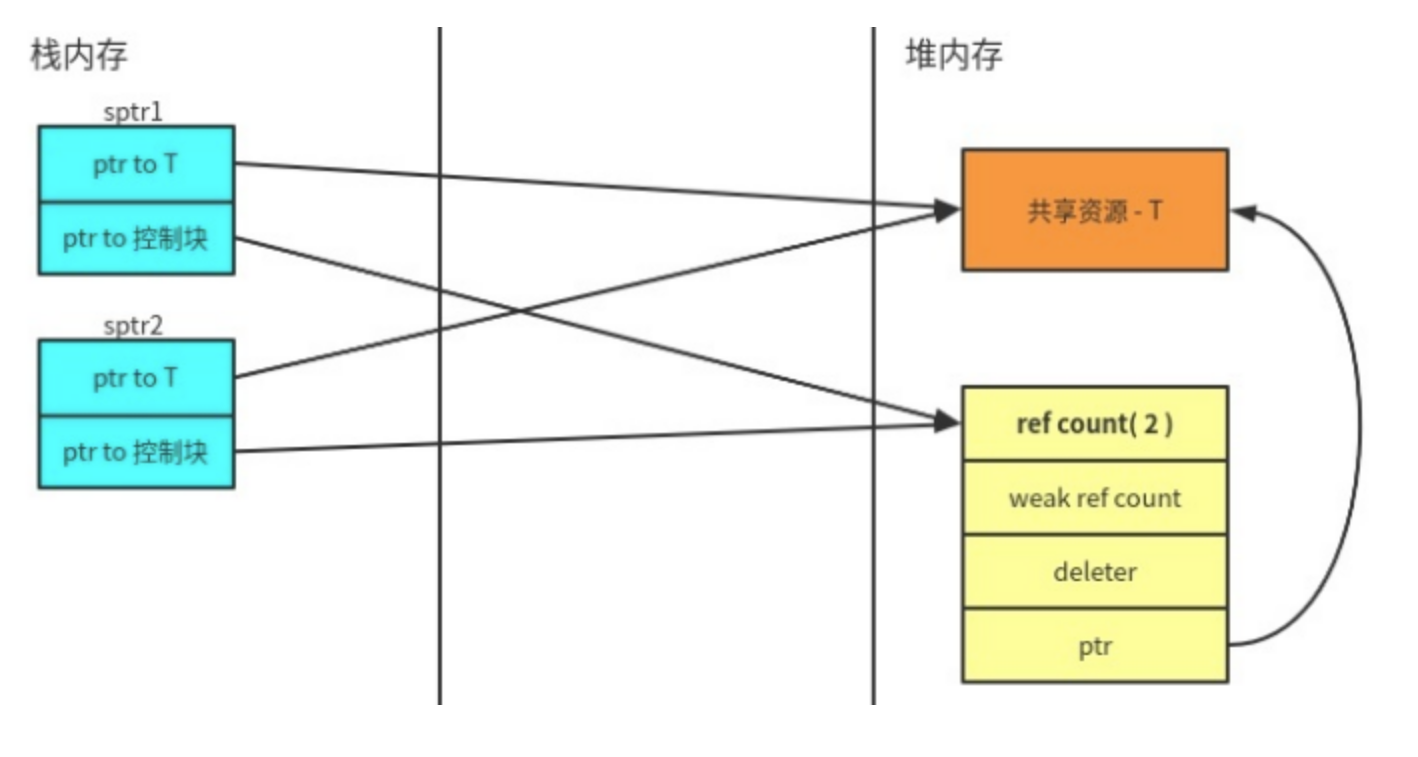 栈内存
sptr1
ptr to T
ptr to 控制块
sptr2
ptr to T
ptr to 控制块
堆内存
共享资源 - T
ref count( 2 )
weak ref count
deleter
ptr